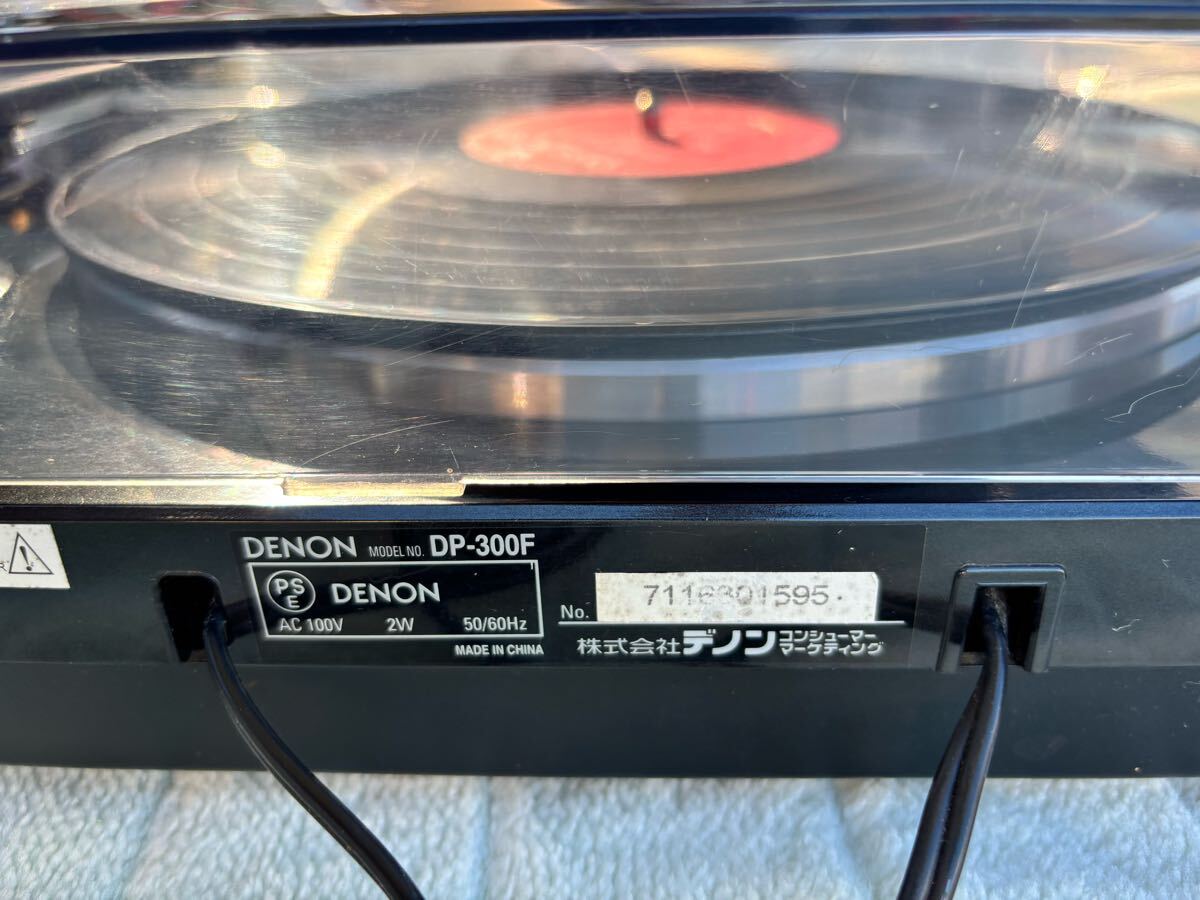 DENON MODEL NO. DP-300F
PS
E
DENON
AC 100V 2W 50/60Hz
MADE IN CHINA
No.
株式会社デノンコンシューマーマーケティング